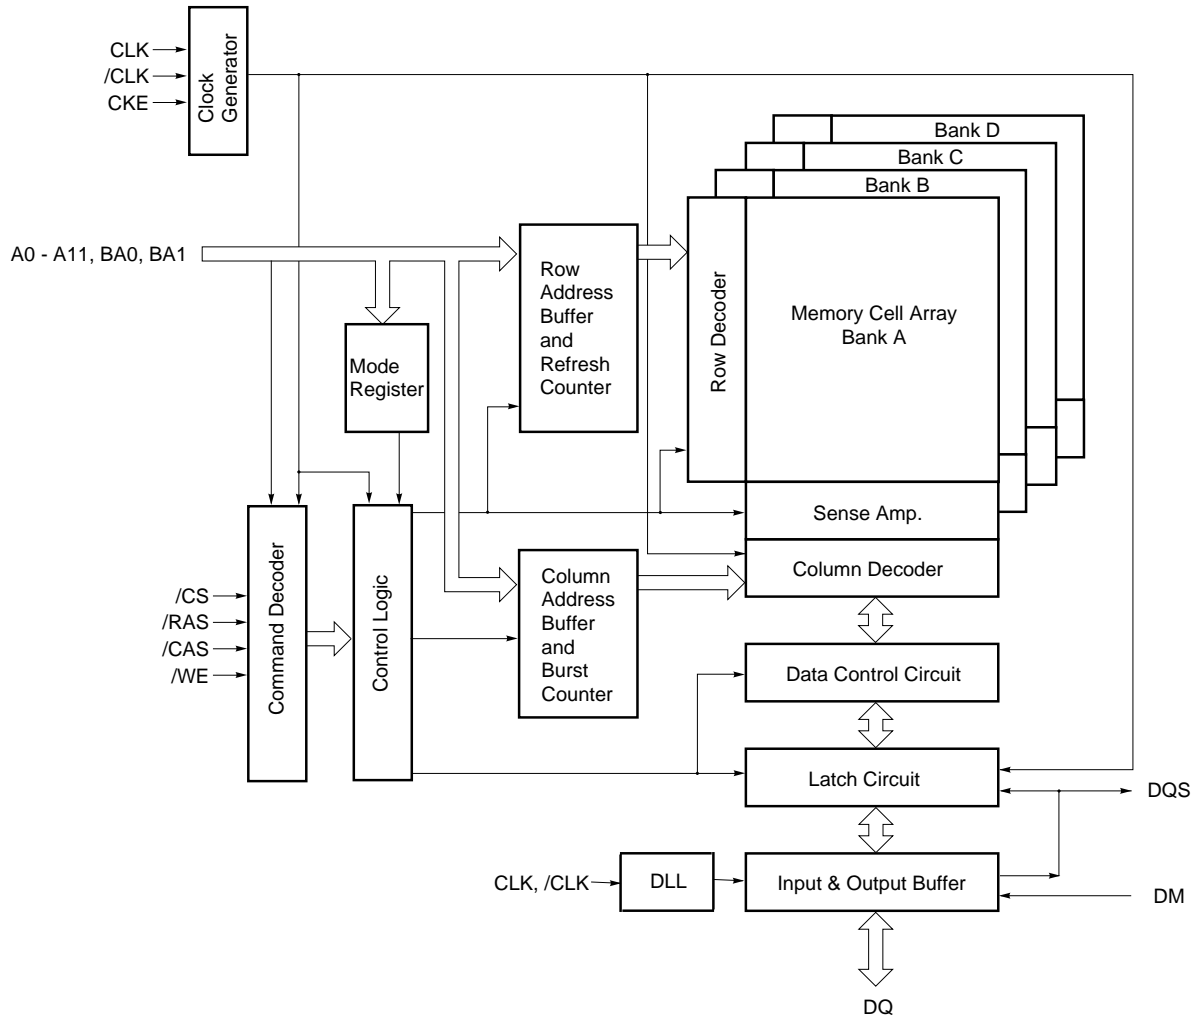 CLK
/CLK
CKE
Clock
Generator
Bank D
Bank C
Bank B
A0 - A11, BA0, BA1
Mode
Register
Row
Address
Buffer
and
Refresh
Counter
Row Decoder
Memory Cell Array
Bank A
Sense Amp.
Column Decoder
/CS
/RAS
/CAS
/WE
Command Decoder
Control Logic
Column
Address
Buffer
and
Burst
Counter
Data Control Circuit
Latch Circuit
DQS
CLK, /CLK
DLL
Input & Output Buffer
DM
DQ